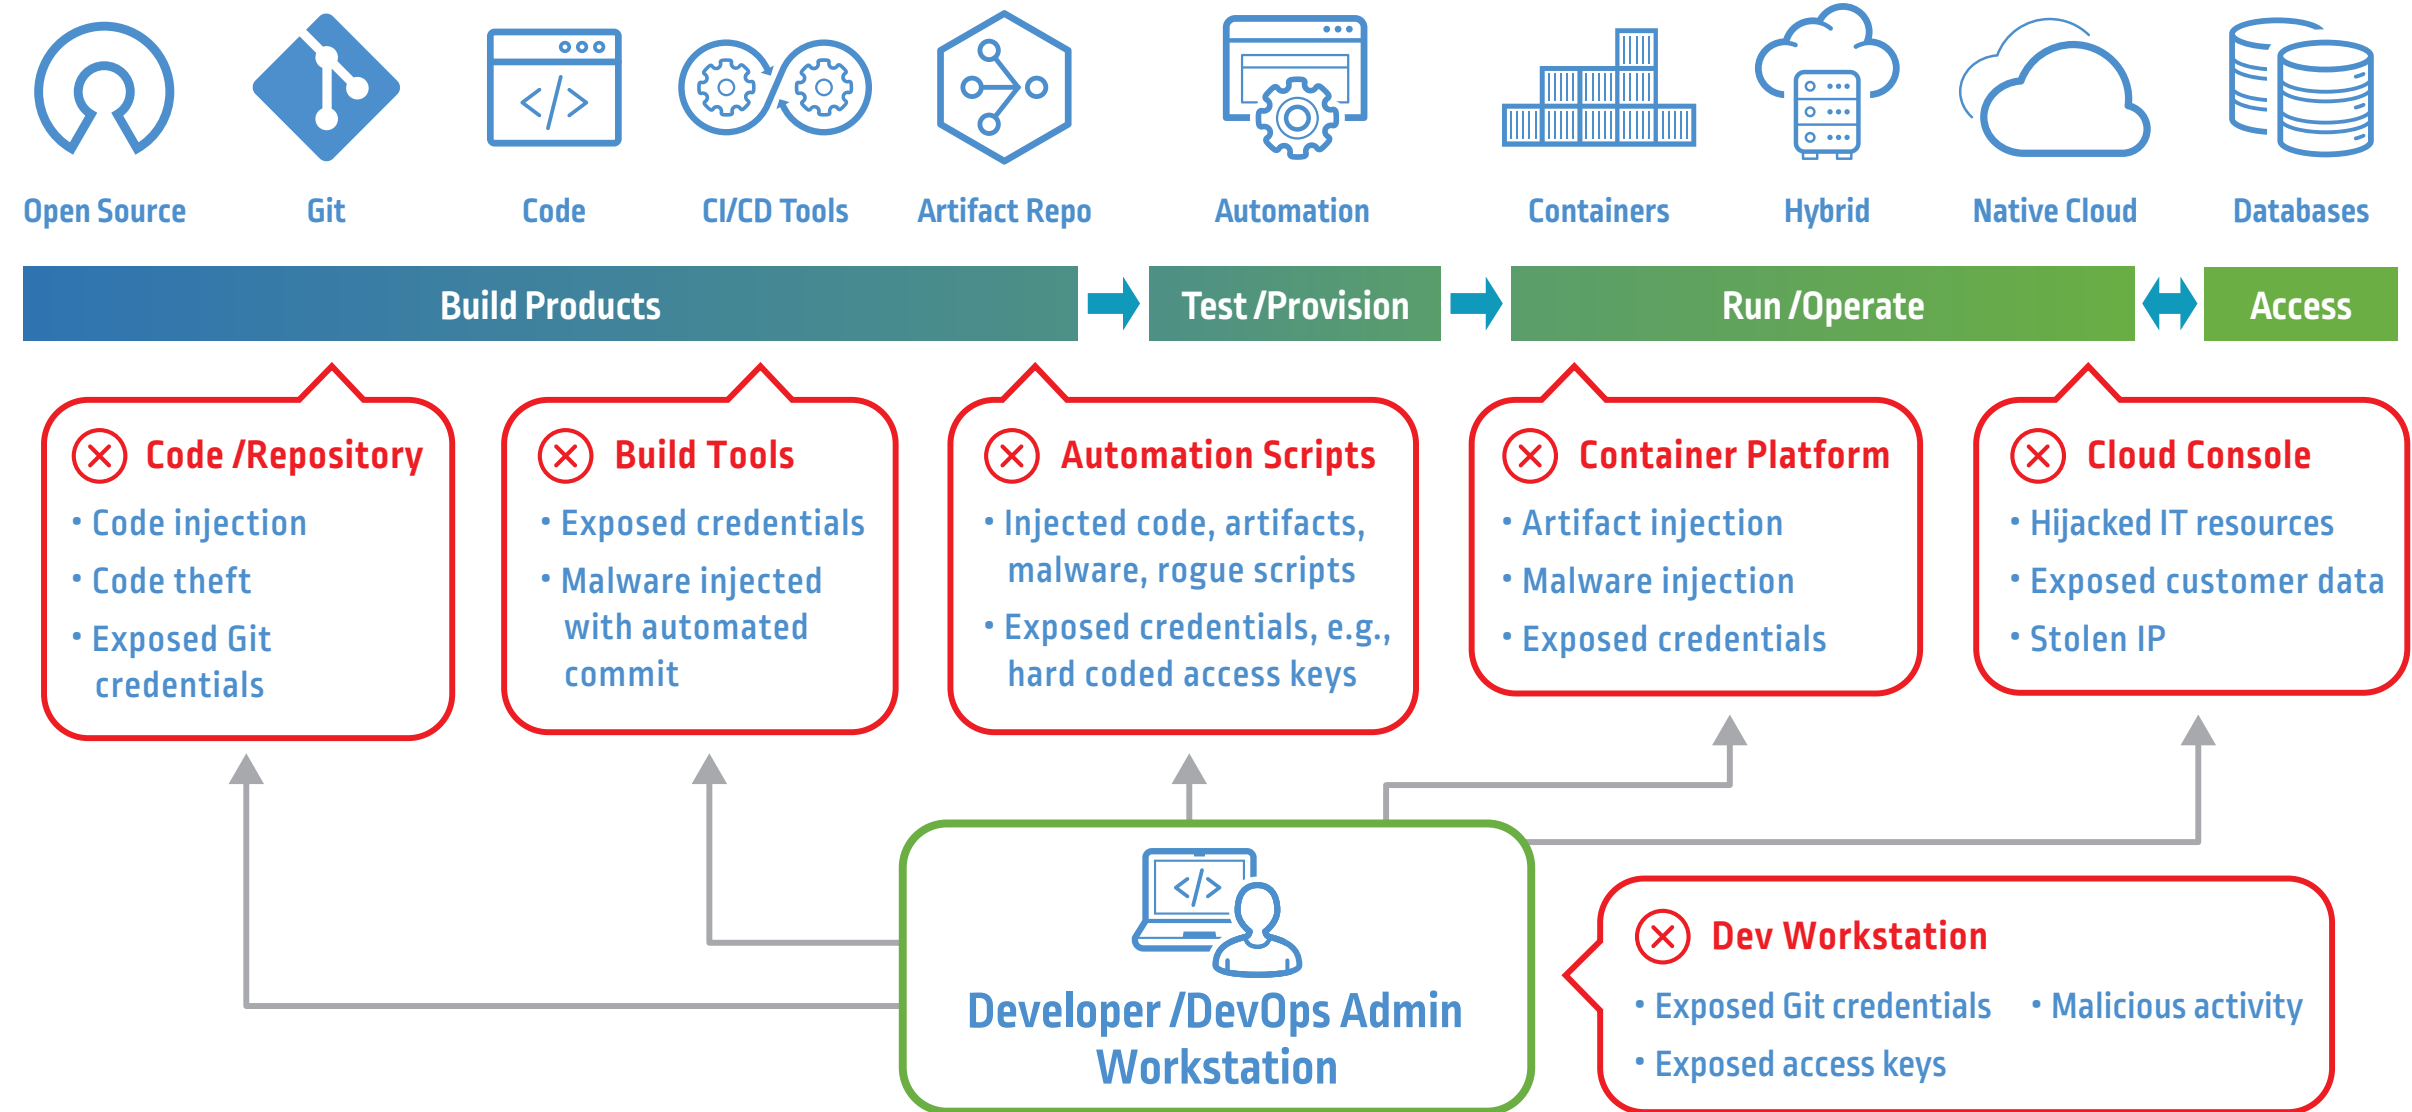 Open Source
Git
Code
CI/CD Tools
Artifact Repo
Automation
Containers
Hybrid
Native Cloud
Databases
Build Products
Test /Provision
Run /Operate
Access
Code /Repository
• Code injection
• Code theft
• Exposed Git
credentials
Build Tools
• Exposed credentials
• Malware injected
with automated
commit
Automation Scripts
• Injected code, artifacts,
malware, rogue scripts
• Exposed credentials, e.g.,
hard coded access keys
Container Platform
• Artifact injection
• Malware injection
• Exposed credentials
Cloud Console
• Hijacked IT resources
• Exposed customer data
• Stolen IP
</>
Developer /DevOps Admin
Workstation
Dev Workstation
• Exposed Git credentials
• Malicious activity
• Exposed access keys